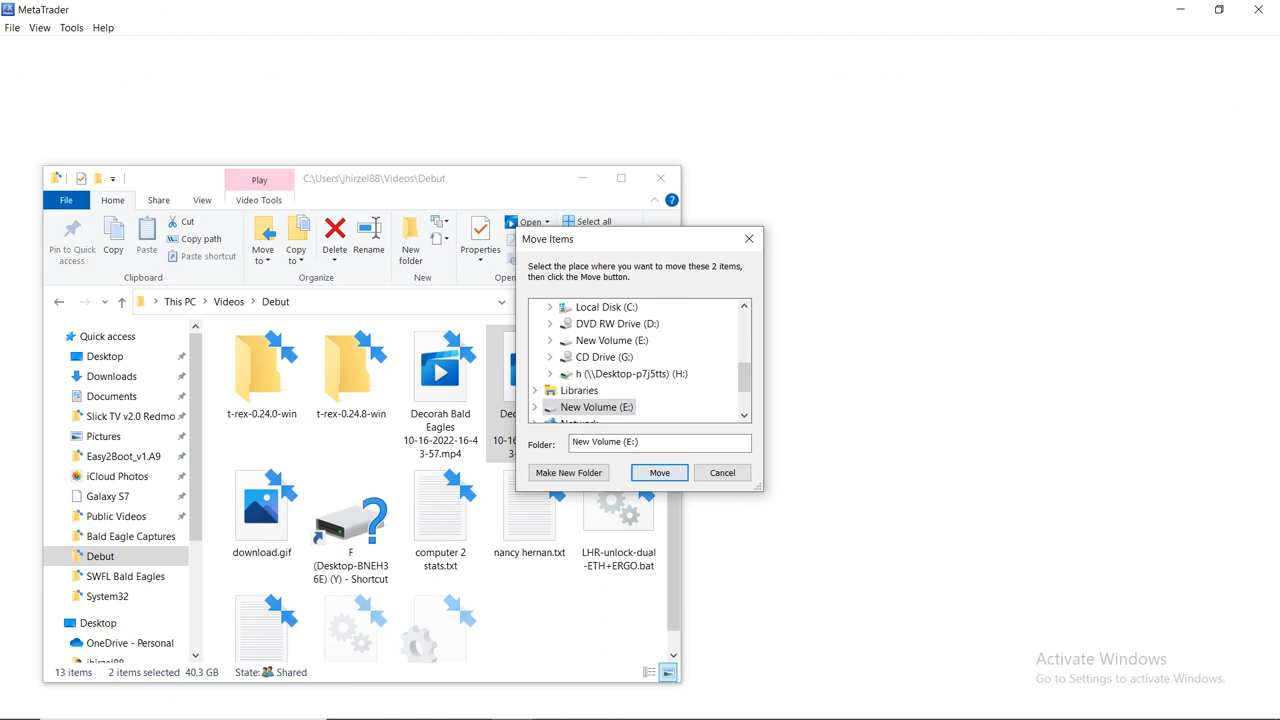 MetaTrader
File View Tools Help
Play
C:\Users\jhirzel88\Videos\Debut
File Home Share View Video Tools
Pin to Quick access
Copy
Paste
Cut
Copy path
Paste shortcut
Clipboard
Move to
Copy to
Delete
Rename
Organize
New folder
New
Properties
Open
Select all
Open
This PC Videos Debut
Quick access
Desktop
Downloads
Documents
Slick TV v2.0 Redmo
Pictures
Easy2Boot_v1.A9
iCloud Photos
Galaxy S7
Public Videos
Bald Eagle Captures
Debut
SWFL Bald Eagles
System32
Desktop
OneDrive - Personal
jhirzel88
t-rex-0.24.0-win
t-rex-0.24.8-win
Decorah Bald
Eagles
10-16-2022-16-4
3-57.mp4
download.gif
F
(Desktop-BNEH3
6E) (Y) - Shortcut
computer 2
stats.txt
nancy hernan.txt
LHR-unlock-dual
-ETH+ERGO.bat
13 items 2 items selected 40.3 GB State: Shared
Move Items
Select the place where you want to move these 2 items,
then click the Move button.
Local Disk (C:)
DVD RW Drive (D:)
New Volume (E:)
CD Drive (G:)
h (\\Desktop-p7j5tts) (H:)
Libraries
New Volume (E:)
Folder: New Volume (E:)
Make New Folder Move Cancel
Activate Windows
Go to Settings to activate Windows.